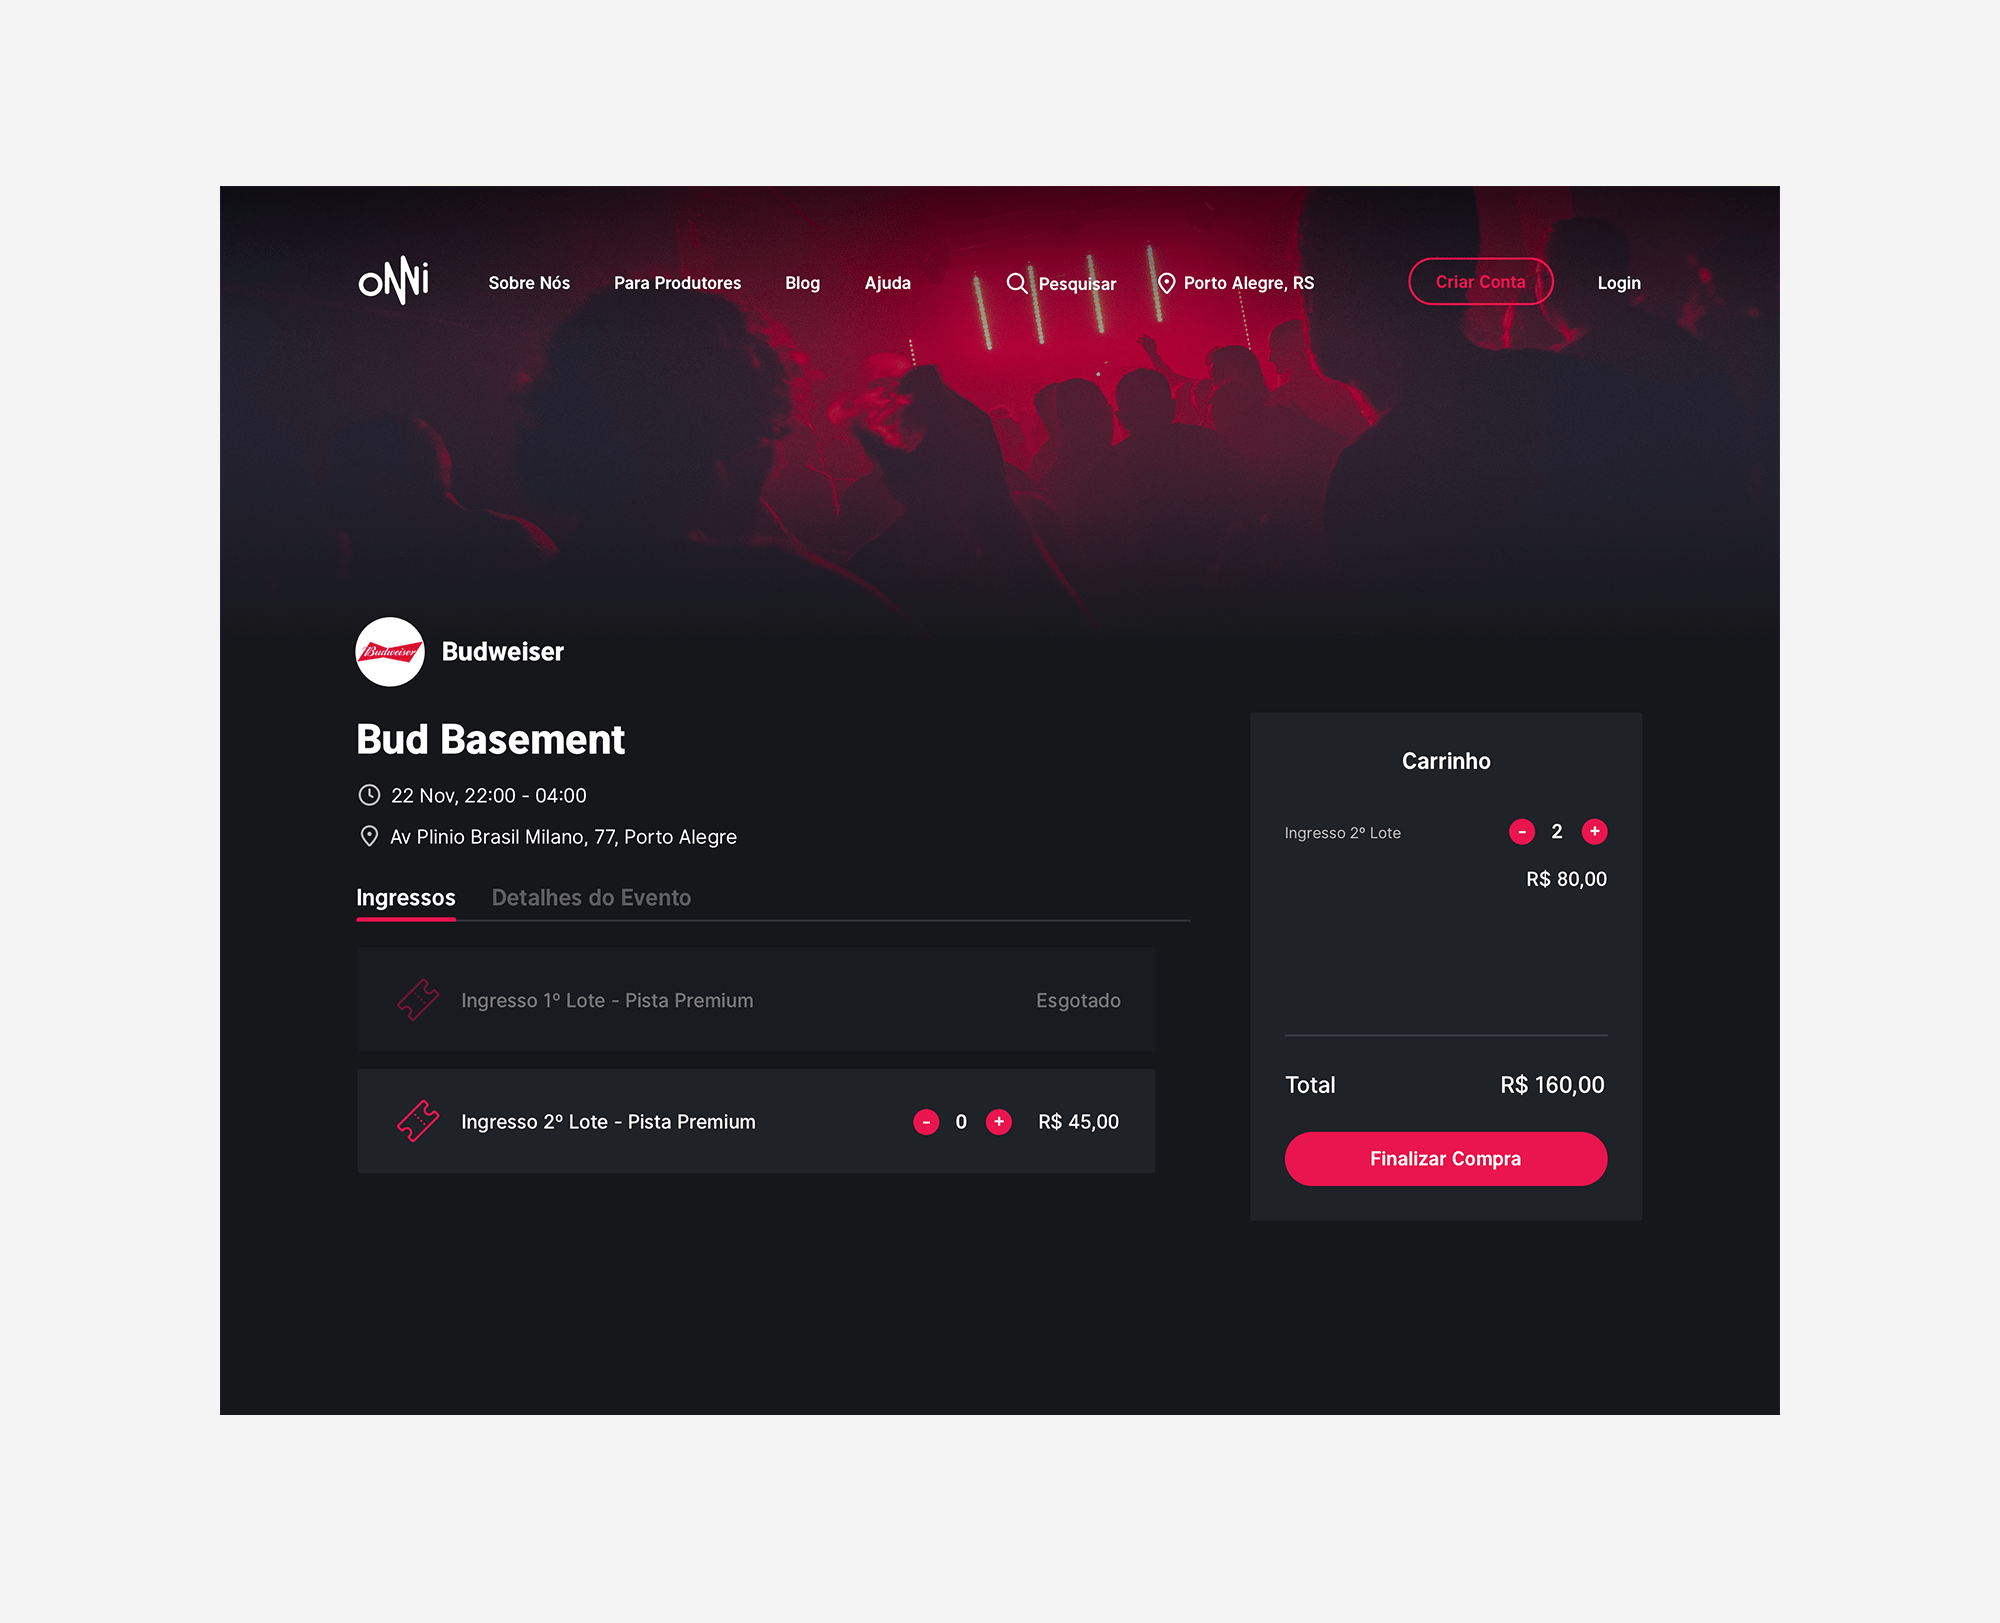 oNNi
Sobre Nós
Para Produtores
Blog
Ajuda
Pesquisar
Porto Alegre, RS
Criar Conta
Login
Budweiser
Budweiser
Bud Basement
22 Nov, 22:00 - 04:00
Av Plinio Brasil Milano, 77, Porto Alegre
Ingressos
Detalhes do Evento
Ingresso 1º Lote - Pista Premium
Esgotado
Ingresso 2º Lote - Pista Premium
- 0 +
R$ 45,00
Carrinho
Ingresso 2º Lote
- 2 +
R$ 80,00
Total
R$ 160,00
Finalizar Compra